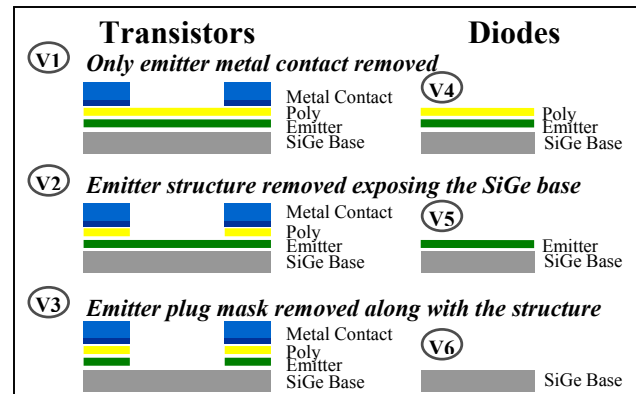 Transistors Diodes
V1 Only emitter metal contact removed
Metal Contact
Poly
Emitter
SiGe Base
V4
Poly
Emitter
SiGe Base
V2 Emitter structure removed exposing the SiGe base
Metal Contact
Poly
Emitter
SiGe Base
V5
Emitter
SiGe Base
V3 Emitter plug mask removed along with the structure
Metal Contact
Poly
Emitter
SiGe Base
V6
SiGe Base